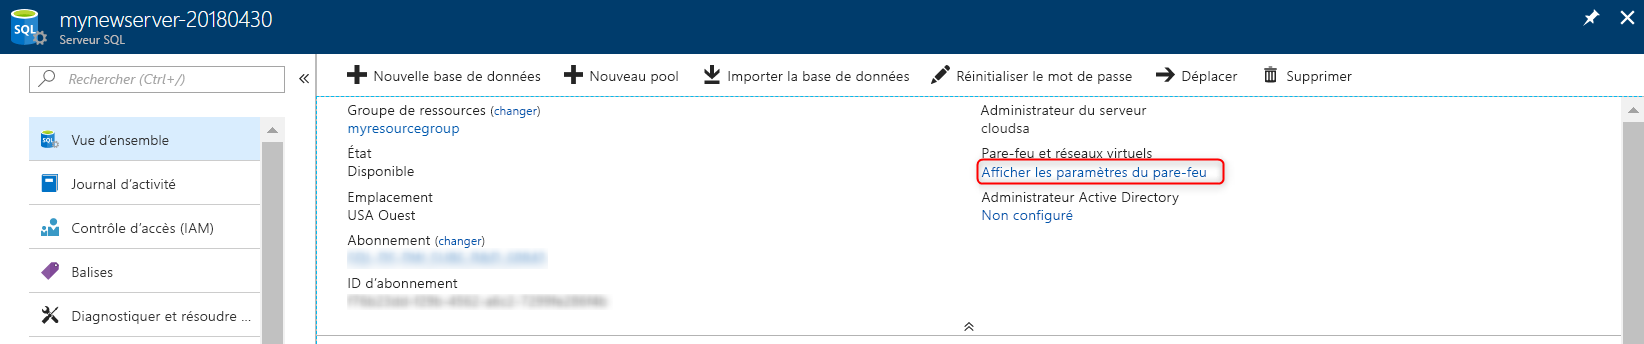 mynewserver-20180430
SQL
Serveur SQL
Rechercher (Ctrl+/)
Vue d'ensemble
Journal d'activité
Contrôle d'accès (IAM)
Balises
Diagnostiquer et résoudre ...
Nouvelle base de données
Nouveau pool
Importer la base de données
Réinitialiser le mot de passe
Déplacer
Supprimer
Groupe de ressources (changer)
myresourcegroup
État
Disponible
Emplacement
USA Ouest
Abonnement (changer)
ID d'abonnement
Administrateur du serveur
cloudsa
Pare-feu et réseaux virtuels
Afficher les paramètres du pare-feu
Administrateur Active Directory
Non configuré